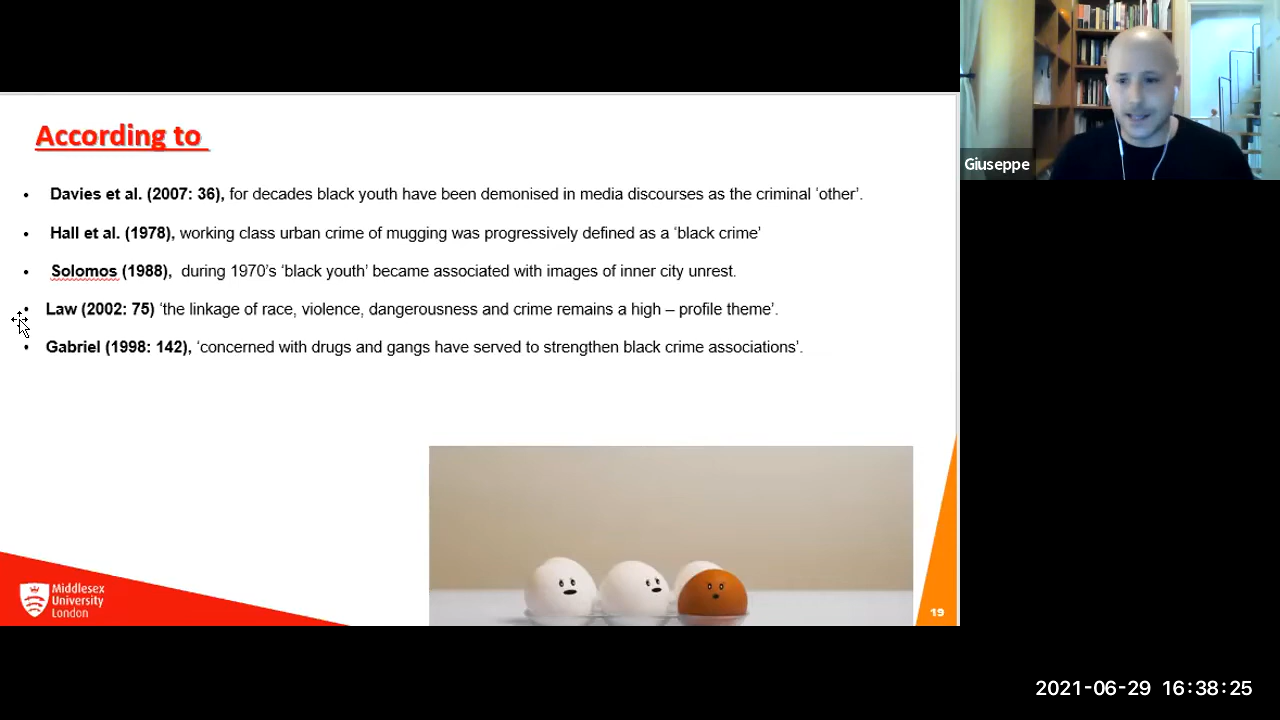 According to
• Davies et al. (2007: 36), for decades black youth have been demonised in media discourses as the criminal ‘other’.
• Hall et al. (1978), working class urban crime of mugging was progressively defined as a ‘black crime’
• Solomos (1988), during 1970’s ‘black youth’ became associated with images of inner city unrest.
• Law (2002: 75) ‘the linkage of race, violence, dangerousness and crime remains a high – profile theme’.
• Gabriel (1998: 142), ‘concerned with drugs and gangs have served to strengthen black crime associations’.
Middlesex
University
London
19
Giuseppe
2021-06-29 16:38:25